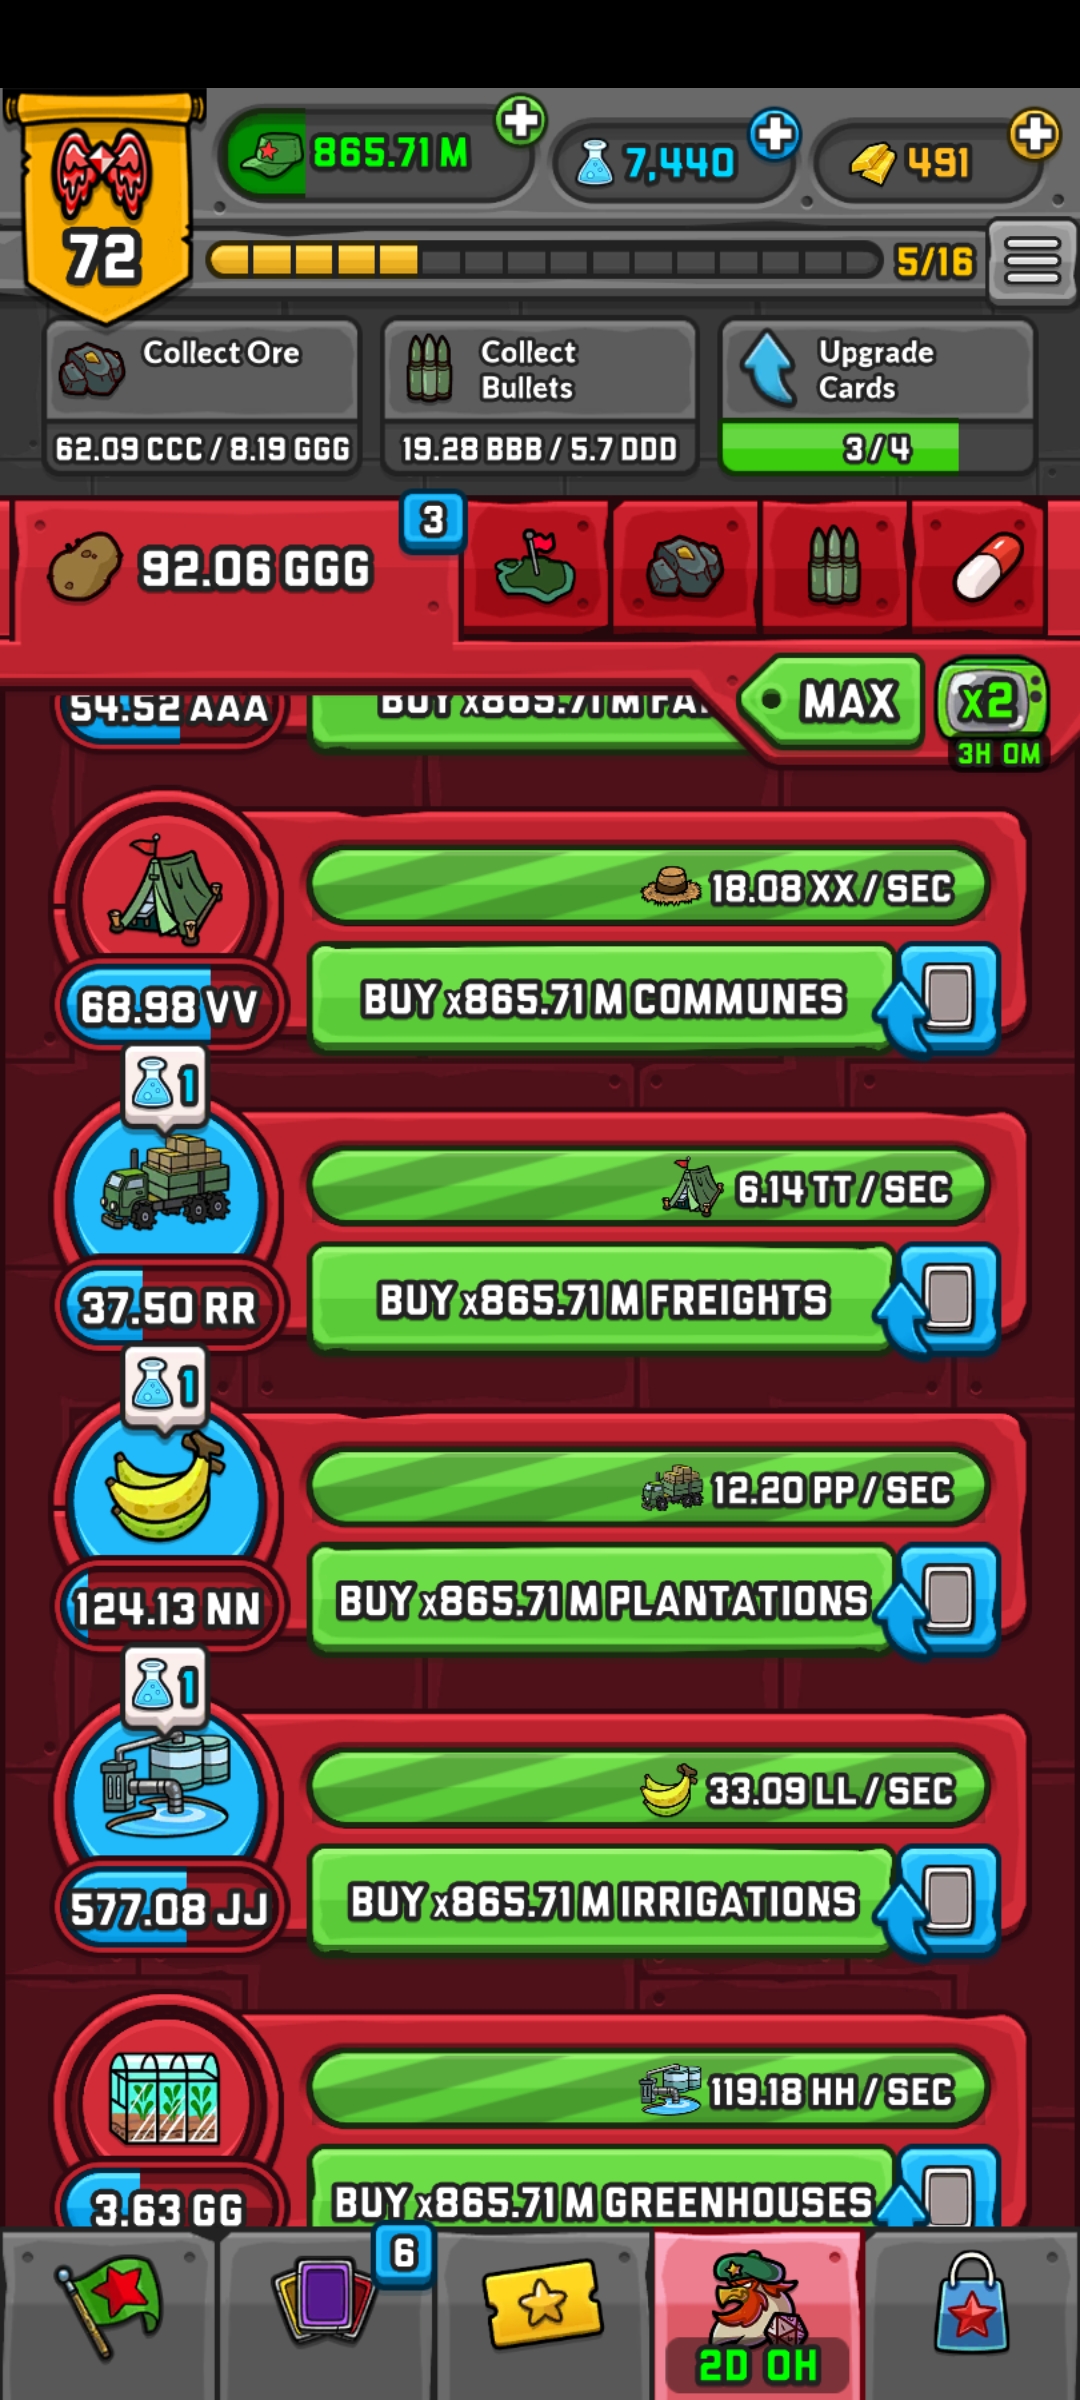 865.71 M
7,440
491
72
5/16
Collect Ore
62.09 CCC / 8.19 GGG
Collect
Bullets
19.28 BBB / 5.7 DDD
Upgrade
Cards
3/4
92.06 GGG
3
MAX
x2
3H 0M
54.52 AAA
BUY x865.71 M FA
18.08 XX / SEC
68.98 VV
BUY x865.71 M COMMUNES
1
6.14 TT / SEC
37.50 RR
BUY x865.71 M FREIGHTS
1
12.20 PP / SEC
124.13 NN
BUY x865.71 M PLANTATIONS
1
33.09 LL / SEC
577.08 JJ
BUY x865.71 M IRRIGATIONS
119.18 HH / SEC
3.63 GG
BUY x865.71 M GREENHOUSES
6
2D 0H